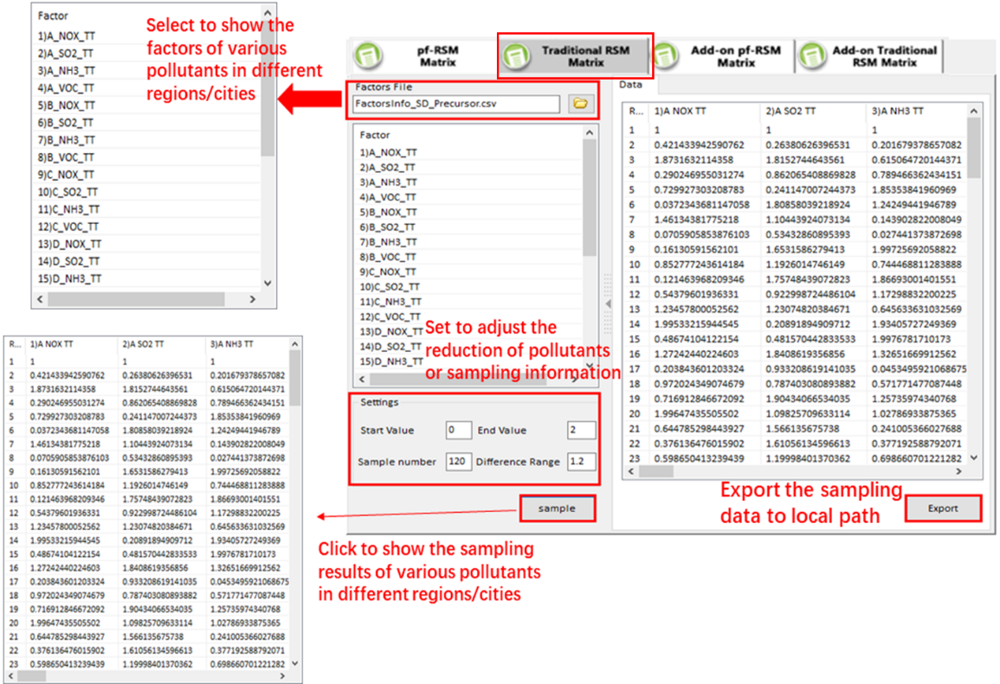 Factor
1)A_NOX_TT
2)A_SO2_TT
3)A_NH3_TT
4)A_VOC_TT
5)B_NOX_TT
6)B_SO2_TT
7)B_NH3_TT
8)B_VOC_TT
9)C_NOX_TT
10)C_SO2_TT
11)C_NH3_TT
12)C_VOC_TT
13)D_NOX_TT
14)D_SO2_TT
15)D_NH3_TT
Select to show the
factors of various
pollutants in different
regions/cities
pf-RSM
Matrix
Traditional RSM
Matrix
Add-on pf-RSM
Matrix
Add-on Traditional
RSM Matrix
Factors File
FactorsInfo_SD_Precursor.csv
Factor
1)A_NOX_TT
2)A_SO2_TT
3)A_NH3_TT
4)A_VOC_TT
5)B_NOX_TT
6)B_SO2_TT
7)B_NH3_TT
8)B_VOC_TT
9)C_NOX_TT
10)C_SO2_TT
11)C_NH3_TT
12)C_VOC_TT
13)D_NOX_TT
14)D_SO2_TT
15)D_NH3_TT
Set to adjust the
reduction of pollutants
or sampling information
Settings
Start Value 0 End Value 2
Sample number 120 Difference Range 1.2
sample
Data
R... 1)A NOX TT 2)A SO2 TT 3)A NH3 TT
1 1 1 1
2 0.421433942590762 0.26380626396531 0.201679378657082
3 1.8731632114358 1.8152744643561 0.615064720144371
4 0.290246955031274 0.862065408869828 0.789466362434151
5 0.729927303208783 0.241147007244373 1.85353841960969
6 0.0372343681147058 1.80858039218924 1.24249441946789
7 1.46134381775218 1.10443924073134 0.143902822008049
8 0.0705905853876103 0.53432860895393 0.027441373872698
9 0.16130591562101 1.6531586279413 1.99725692058822
10 0.852777243614184 1.1926014746149 0.744468811283888
11 0.121463968209346 1.75748439072823 1.86693001401551
12 0.54379601936331 0.922998724486104 1.17298832200225
13 1.23457800052562 1.23074820384671 0.645633631032569
14 1.99533215944545 0.20891894909712 1.93405727249369
15 0.48674104122154 0.481570442833533 1.9976781710173
16 1.27242440224603 1.8408619356856 1.32651669912562
17 0.203843601203324 0.933208619141035 0.0453495921068675
18 0.972024349074679 0.787403080893882 0.571771477087448
19 0.716912846672092 1.90434066534035 1.25735974340768
20 1.99647435505502 1.09825709633114 1.02786933875365
21 0.644785298443927 1.566135675738 0.241005366027688
22 0.376136476015902 1.61056134596613 0.377192588792071
23 0.598650413239439 1.19998401370362 0.698660701221282
Export the sampling
data to local path
Export
R... 1)A NOX TT 2)A SO2 TT 3)A NH3 TT
1 1 1 1
2 0.421433942590762 0.26380626396531 0.201679378657082
3 1.8731632114358 1.8152744643561 0.615064720144371
4 0.290246955031274 0.862065408869828 0.789466362434151
5 0.729927303208783 0.241147007244373 1.85353841960969
6 0.0372343681147058 1.80858039218924 1.24249441946789
7 1.46134381775218 1.10443924073134 0.143902822008049
8 0.0705905853876103 0.53432860895393 0.027441373872698
9 0.16130591562101 1.6531586279413 1.99725692058822
10 0.852777243614184 1.1926014746149 0.744468811283888
11 0.121463968209346 1.75748439072823 1.86693001401551
12 0.54379601936331 0.922998724486104 1.17298832200225
13 1.23457800052562 1.23074820384671 0.645633631032569
14 1.99533215944545 0.20891894909712 1.93405727249369
15 0.48674104122154 0.481570442833533 1.9976781710173
16 1.27242440224603 1.8408619356856 1.32651669912562
17 0.203843601203324 0.933208619141035 0.0453495921068675
18 0.972024349074679 0.787403080893882 0.571771477087448
19 0.716912846672092 1.90434066534035 1.25735974340768
20 1.99647435505502 1.09825709633114 1.02786933875365
21 0.644785298443927 1.566135675738 0.241005366027688
22 0.376136476015902 1.61056134596613 0.377192588792071
23 0.598650413239439 1.19998401370362 0.698660701221282
Click to show the sampling
results of various pollutants
in different regions/cities